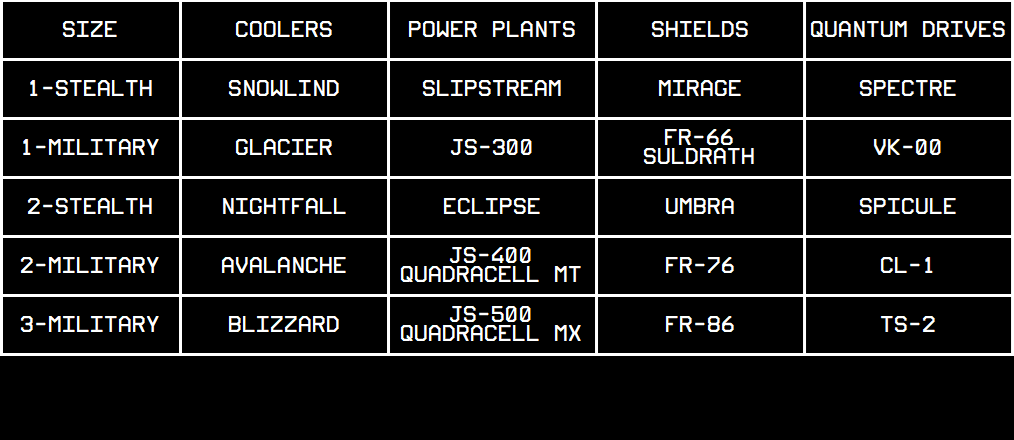 SIZE COOLERS POWER PLANTS SHIELDS QUANTUM DRIVES
1-STEALTH SNOWLIND SLIPSTREAM MIRAGE SPECTRE
1-MILITARY GLACIER JS-300 FR-66 SULDRATH VK-00
2-STEALTH NIGHTFALL ECLIPSE UMBRA SPICULE
2-MILITARY AVALANCHE JS-400 QUADRACELL MT FR-76 CL-1
3-MILITARY BLIZZARD JS-500 QUADRACELL MX FR-86 TS-2